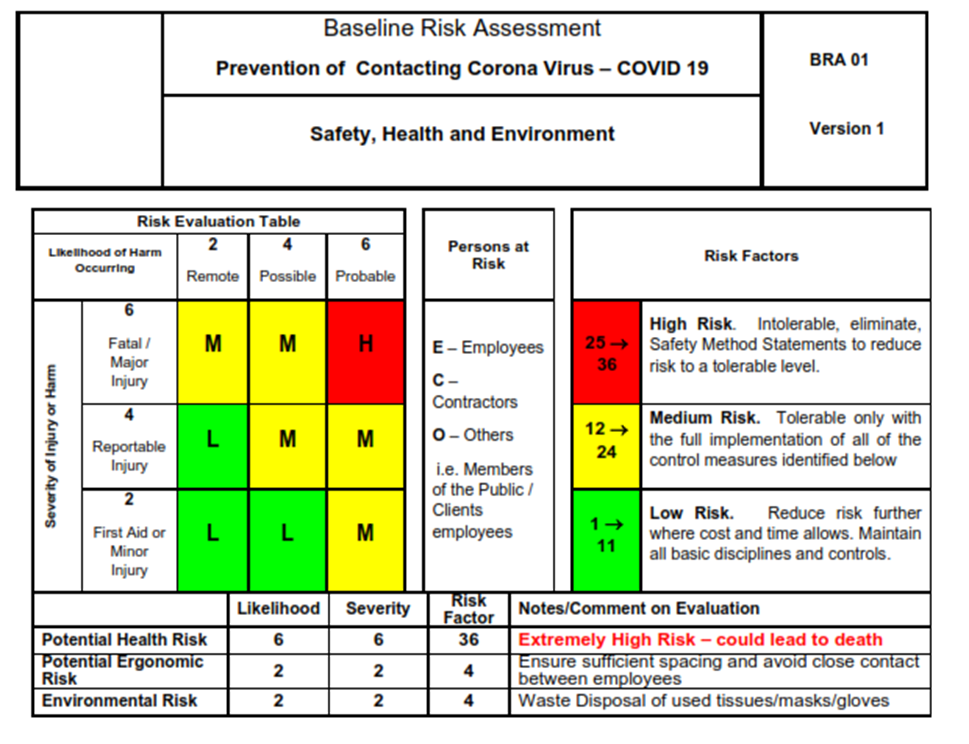 Baseline Risk Assessment
Prevention of Contacting Corona Virus – COVID 19
Safety, Health and Environment
BRA 01
Version 1
Risk Evaluation Table
Likelihood of Harm
Occurring
2
Remote
4
Possible
6
Probable
Severity of Injury or Harm
6
Fatal /
Major
Injury
M
M
H
4
Reportable
Injury
L
M
M
2
First Aid or
Minor
Injury
L
L
M
Persons at
Risk
E – Employees
C –
Contractors
O – Others
i.e. Members
of the Public /
Clients
employees
Risk Factors
25 →
36
High Risk. Intolerable, eliminate,
Safety Method Statements to reduce
risk to a tolerable level.
12 →
24
Medium Risk. Tolerable only with
the full implementation of all of the
control measures identified below
1 →
11
Low Risk. Reduce risk further
where cost and time allows. Maintain
all basic disciplines and controls.
Likelihood
Severity
Risk
Factor
Notes/Comment on Evaluation
Potential Health Risk
6
6
36
Extremely High Risk – could lead to death
Potential Ergonomic
Risk
2
2
4
Ensure sufficient spacing and avoid close contact
between employees
Environmental Risk
2
2
4
Waste Disposal of used tissues/masks/gloves